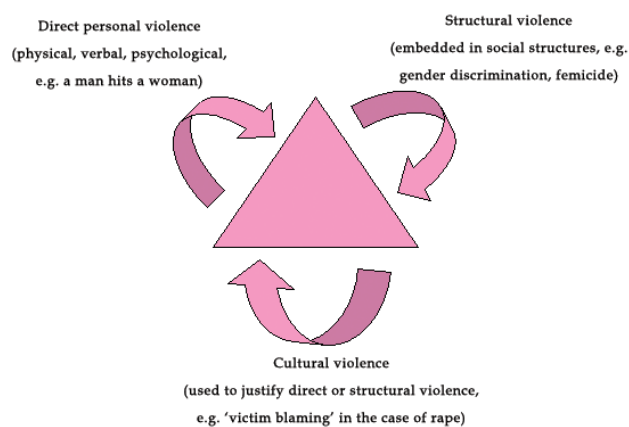 Direct personal violence
(physical, verbal, psychological,
e.g. a man hits a woman)
Structural violence
(embedded in social structures, e.g.
gender discrimination, femicide)
Cultural violence
(used to justify direct or structural violence,
e.g. ‘victim blaming’ in the case of rape)